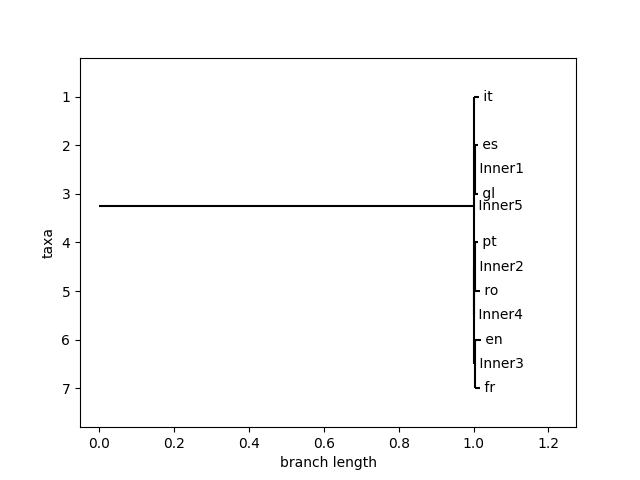 1
it
2
es
Inner1
3
gl
Inner5
taxa
4
pt
Inner2
5
ro
Inner4
6
en
Inner3
7
fr
0.0 0.2 0.4 0.6 0.8 1.0 1.2
branch length